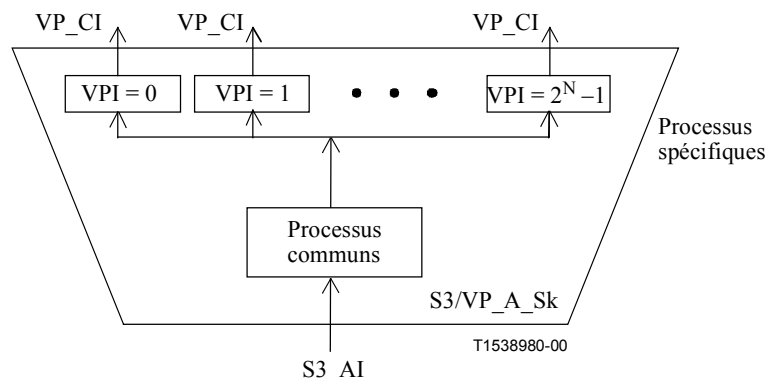 VP_CI VP_CI VP_CI
VPI = 0 VPI = 1 • • • VPI = 2^N –1
Processus
spécifiques
Processus
communs
S3/VP_A_Sk
T1538980-00
S3_AI